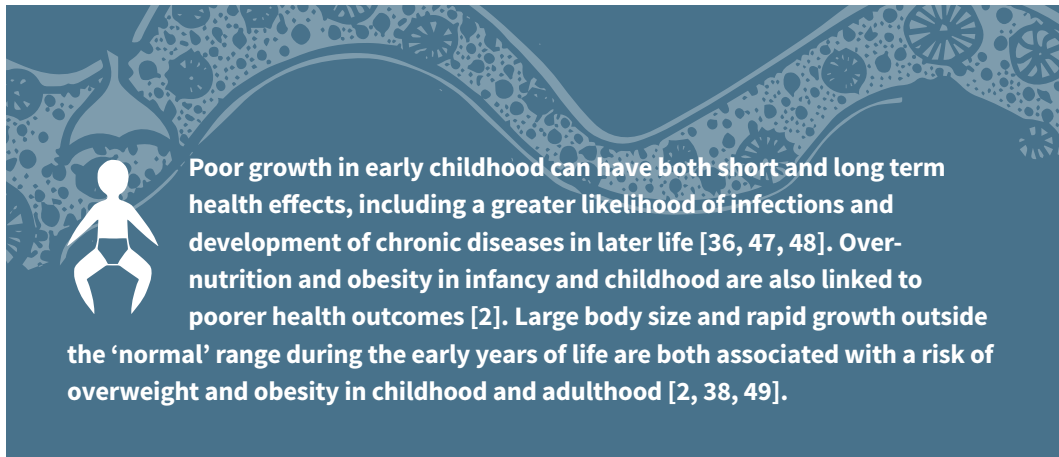 Poor growth in early childhood can have both short and long term
health effects, including a greater likelihood of infections and
development of chronic diseases in later life [36, 47, 48]. Over-
nutrition and obesity in infancy and childhood are also linked to
poorer health outcomes [2]. Large body size and rapid growth outside
the ‘normal’ range during the early years of life are both associated with a risk of
overweight and obesity in childhood and adulthood [2, 38, 49].